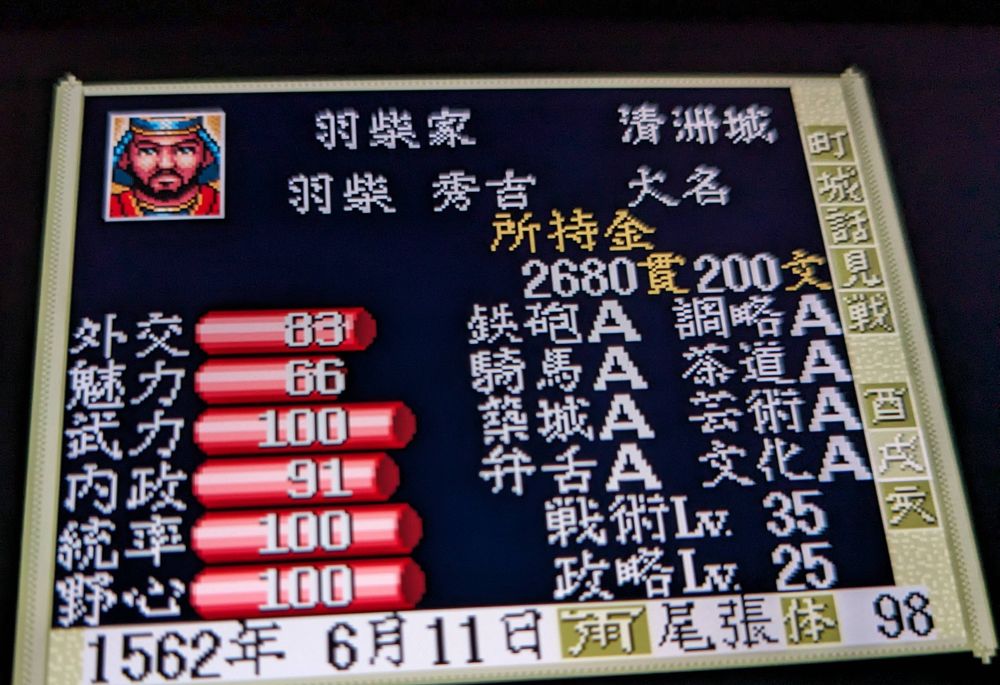 羽柴家 清洲城
羽柴 秀吉 大名
所持金
2680貫200文
外交 83 鉄砲A 調略A
魅力 66 騎馬A 茶道A
武力 100 築城A 芸術A
内政 91 弁舌A 文化A
統率 100 戦術Lv. 35
野心 100 政略Lv. 25
1562年 6月11日 雨 尾張 体 98
町
城
話
見
戦
酉
戌
亥